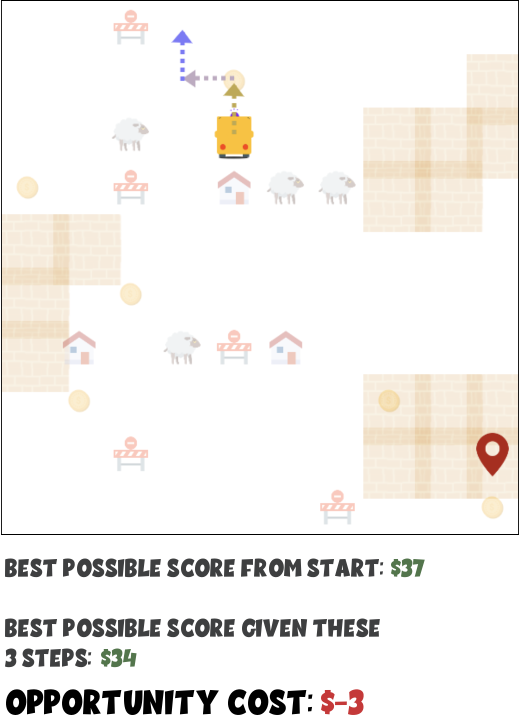 BEST POSSIBLE SCORE FROM START: $37
BEST POSSIBLE SCORE GIVEN THESE
3 STEPS: $34
OPPORTUNITY COST: $-3